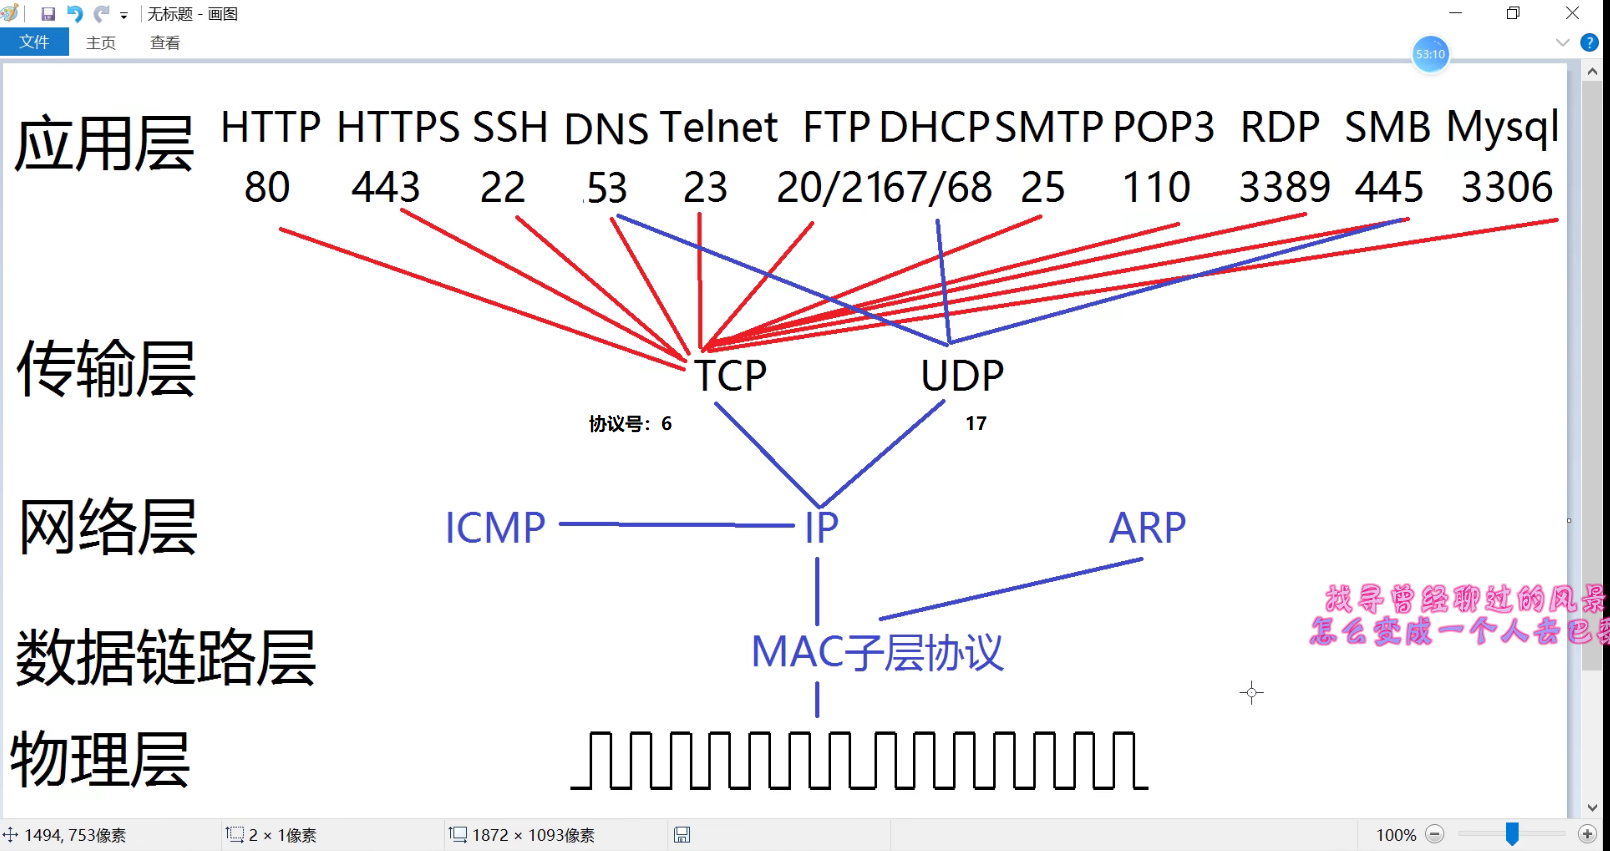 无标题 - 画图
文件 主页 查看
53:10
应用层 HTTP HTTPS SSH DNS Telnet FTP DHCP SMTP POP3 RDP SMB Mysql
80 443 22 53 23 20/21 67/68 25 110 3389 445 3306
传输层 TCP UDP
协议号：6 17
网络层 ICMP IP ARP
找寻曾经聊过的风景
怎么变成一个人去巴黎
数据链路层 MAC子层协议
物理层
1494, 753像素 2 × 1像素 1872 × 1093像素 100%